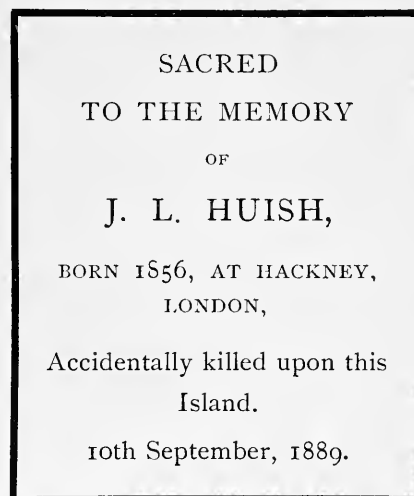 SACRED
TO THE MEMORY
OF
J. L. HUISH,
BORN 1856, AT HACKNEY,
LONDON,
Accidentally killed upon this
Island.
10th September, 1889.